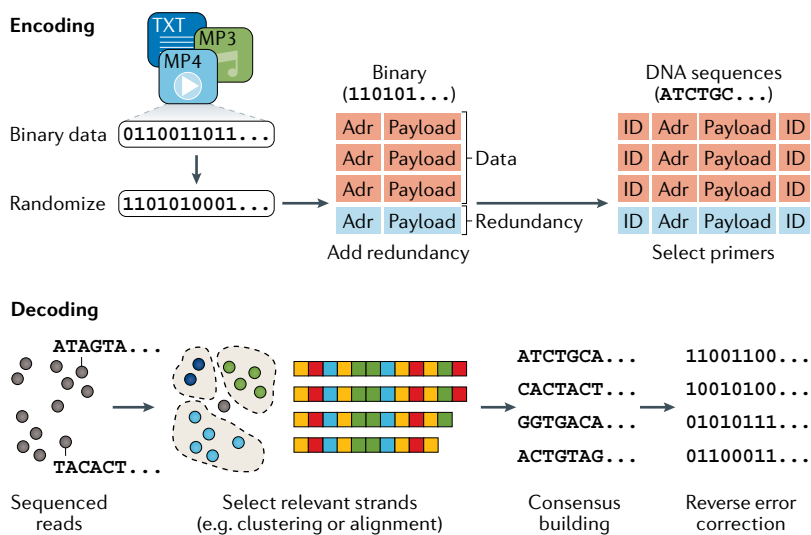 Encoding
TXT
MP3
MP4
Binary data
0110011011...
Randomize
1101010001...
Binary
(110101...)
Adr Payload
Adr Payload
Adr Payload
Adr Payload
Data
Redundancy
Add redundancy
DNA sequences
(ATCTGC...)
ID Adr Payload ID
ID Adr Payload ID
ID Adr Payload ID
ID Adr Payload ID
Select primers
Decoding
ATAGTA...
TACACT...
Sequenced
reads
Select relevant strands
(e.g. clustering or alignment)
ATCTGCA...
CACTACT...
GGTGACA...
ACTGTAG...
Consensus
building
11001100...
10010100...
01010111...
01100011...
Reverse error
correction